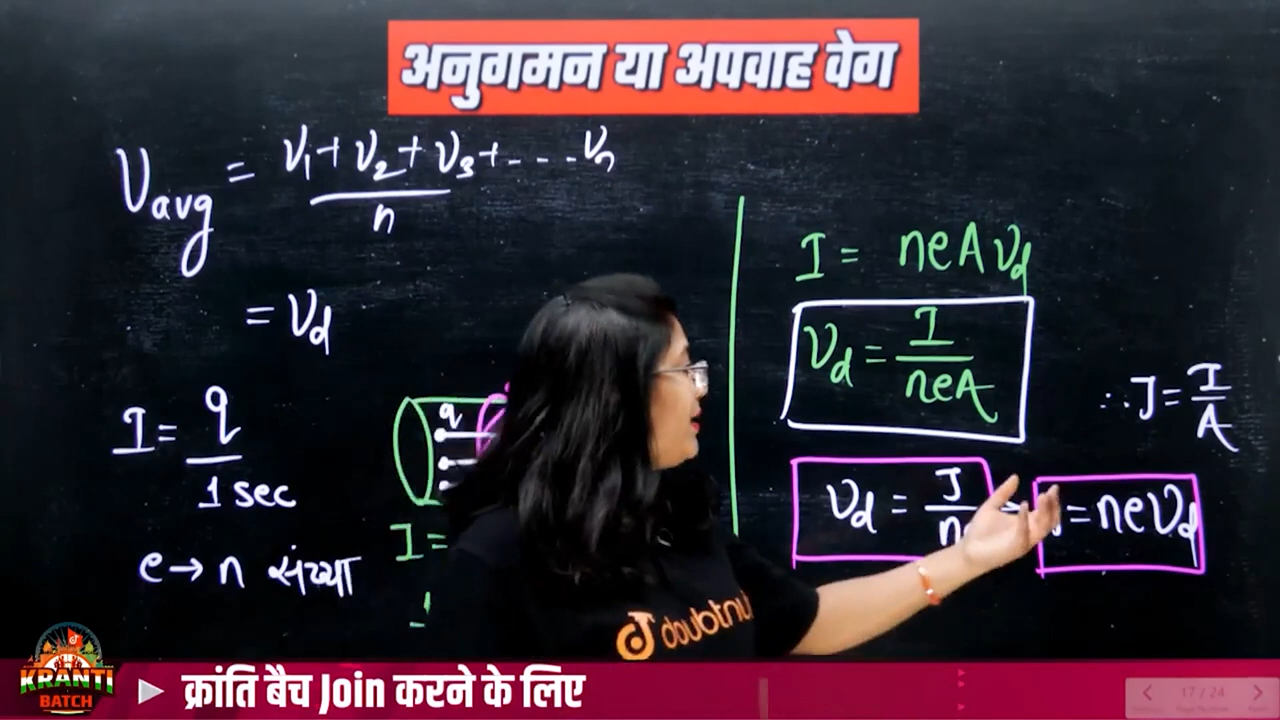 अनुगमन या अपवाह वेग
Vavg = V1 + V2 + V3 + - - - Vn
n
= Vd
I = q
1 sec
e → n संख्या
q
I =
I = neAVd
Vd = I
neA
∴ J = I
A
Vd = J
= neVd
doubtnu
KRANTI
BATCH
क्रांति बैच Join करने के लिए
17 / 24